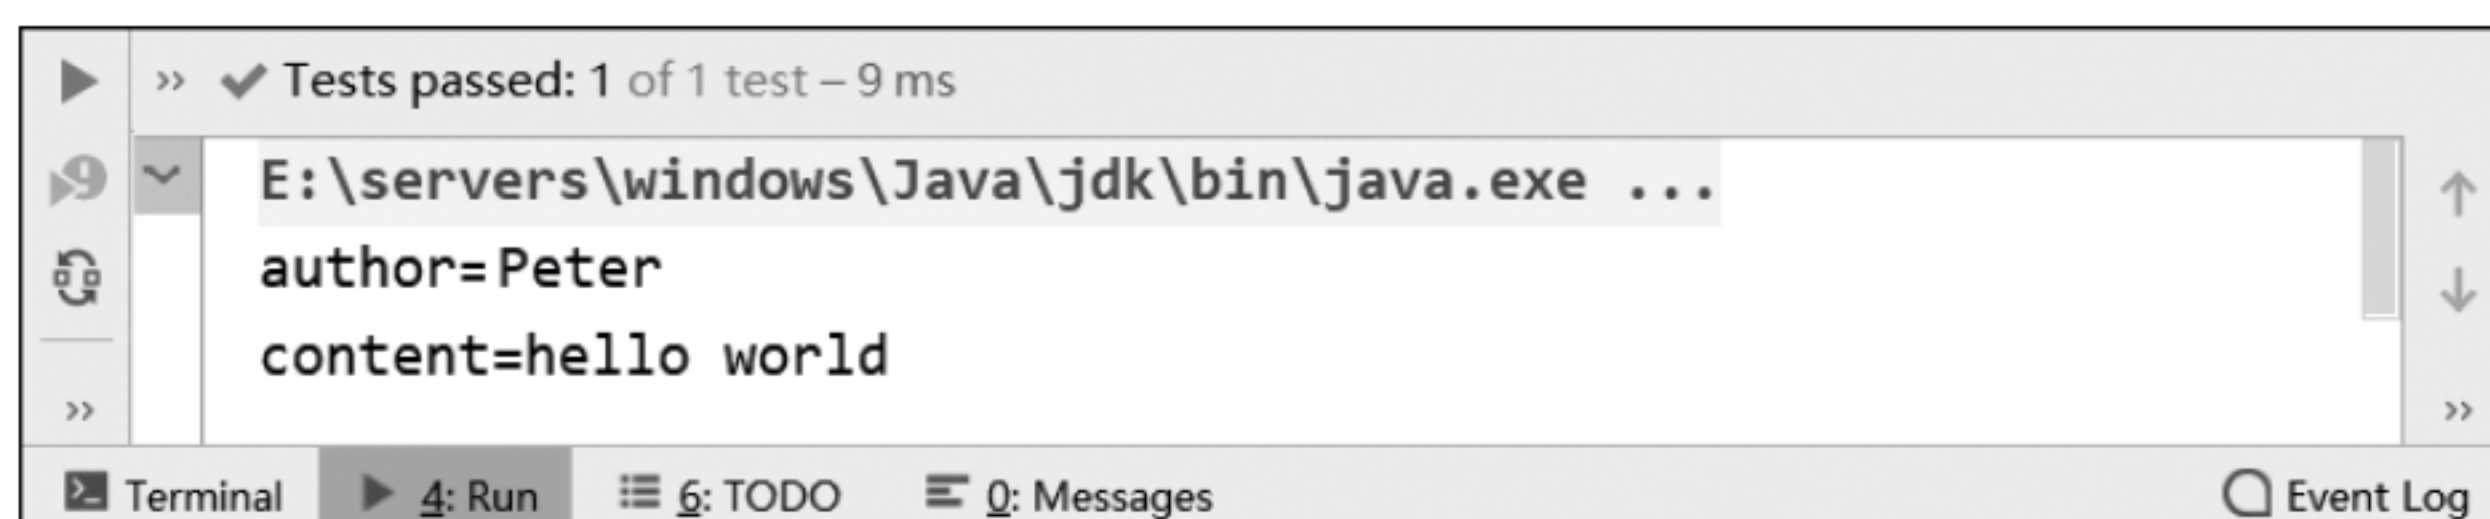 » ✔ Tests passed: 1 of 1 test – 9 ms
E:\servers\windows\Java\jdk\bin\java.exe ...
author=Peter
content=hello world
Terminal 4: Run 6: TODO 0: Messages Event Log